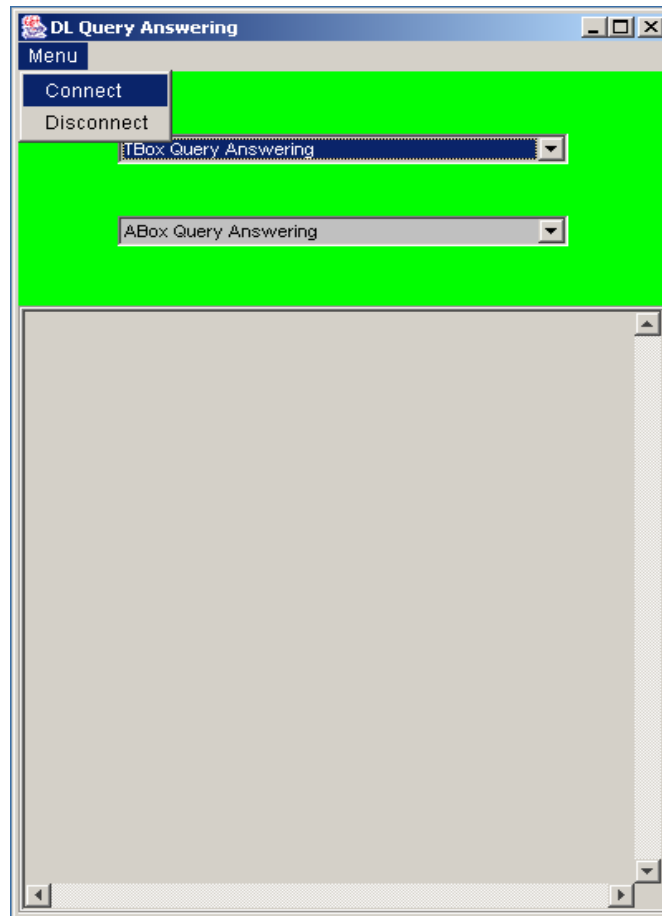 DL Query Answering
Menu
Connect
Disconnect
TBox Query Answering
ABox Query Answering